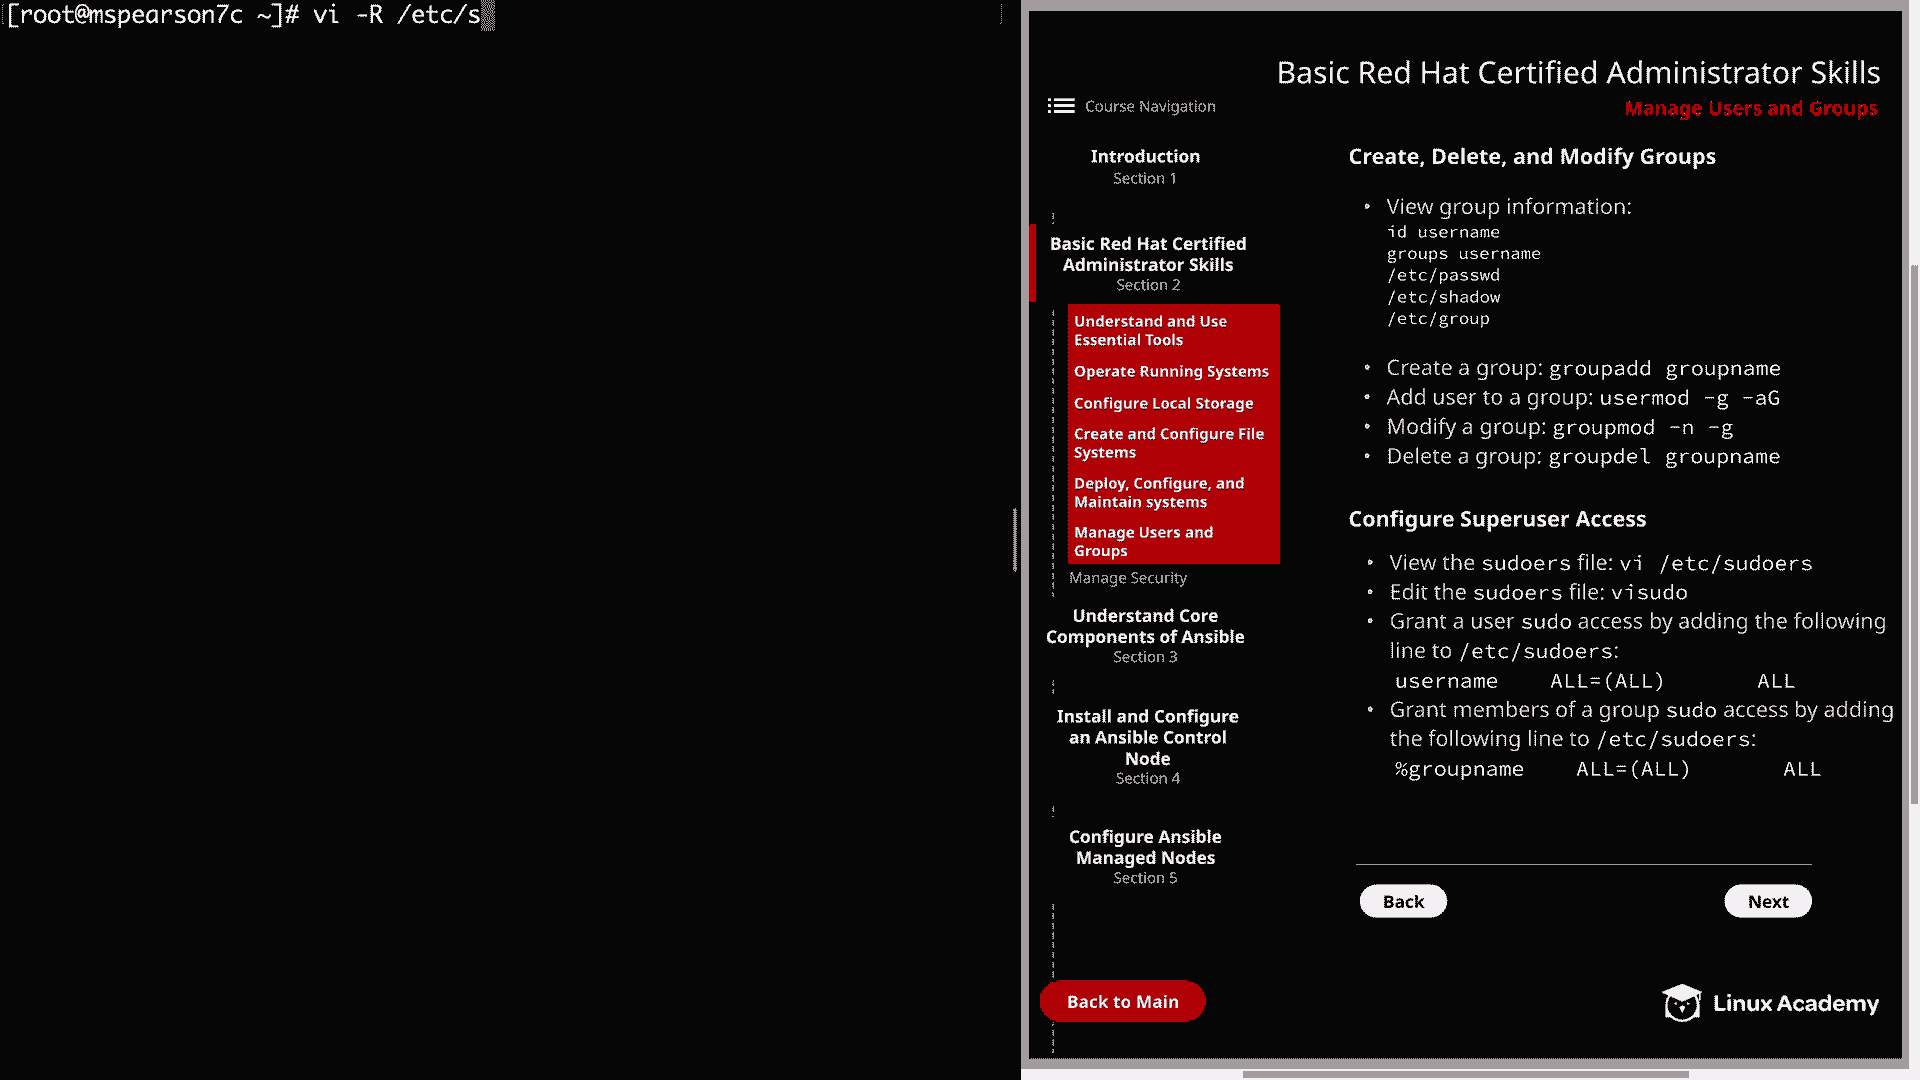 [root@mspearson7c ~]# vi -R /etc/s
Basic Red Hat Certified Administrator Skills
Manage Users and Groups
Course Navigation
Introduction
Section 1
Basic Red Hat Certified
Administrator Skills
Section 2
Understand and Use
Essential Tools
Operate Running Systems
Configure Local Storage
Create and Configure File
Systems
Deploy, Configure, and
Maintain systems
Manage Users and
Groups
Manage Security
Understand Core
Components of Ansible
Section 3
Install and Configure
an Ansible Control
Node
Section 4
Configure Ansible
Managed Nodes
Section 5
Back to Main
Create, Delete, and Modify Groups
• View group information:
id username
groups username
/etc/passwd
/etc/shadow
/etc/group
• Create a group: groupadd groupname
• Add user to a group: usermod -g -aG
• Modify a group: groupmod -n -g
• Delete a group: groupdel groupname
Configure Superuser Access
• View the sudoers file: vi /etc/sudoers
• Edit the sudoers file: visudo
• Grant a user sudo access by adding the following
line to /etc/sudoers:
username ALL=(ALL) ALL
• Grant members of a group sudo access by adding
the following line to /etc/sudoers:
%groupname ALL=(ALL) ALL
Back
Next
Linux Academy